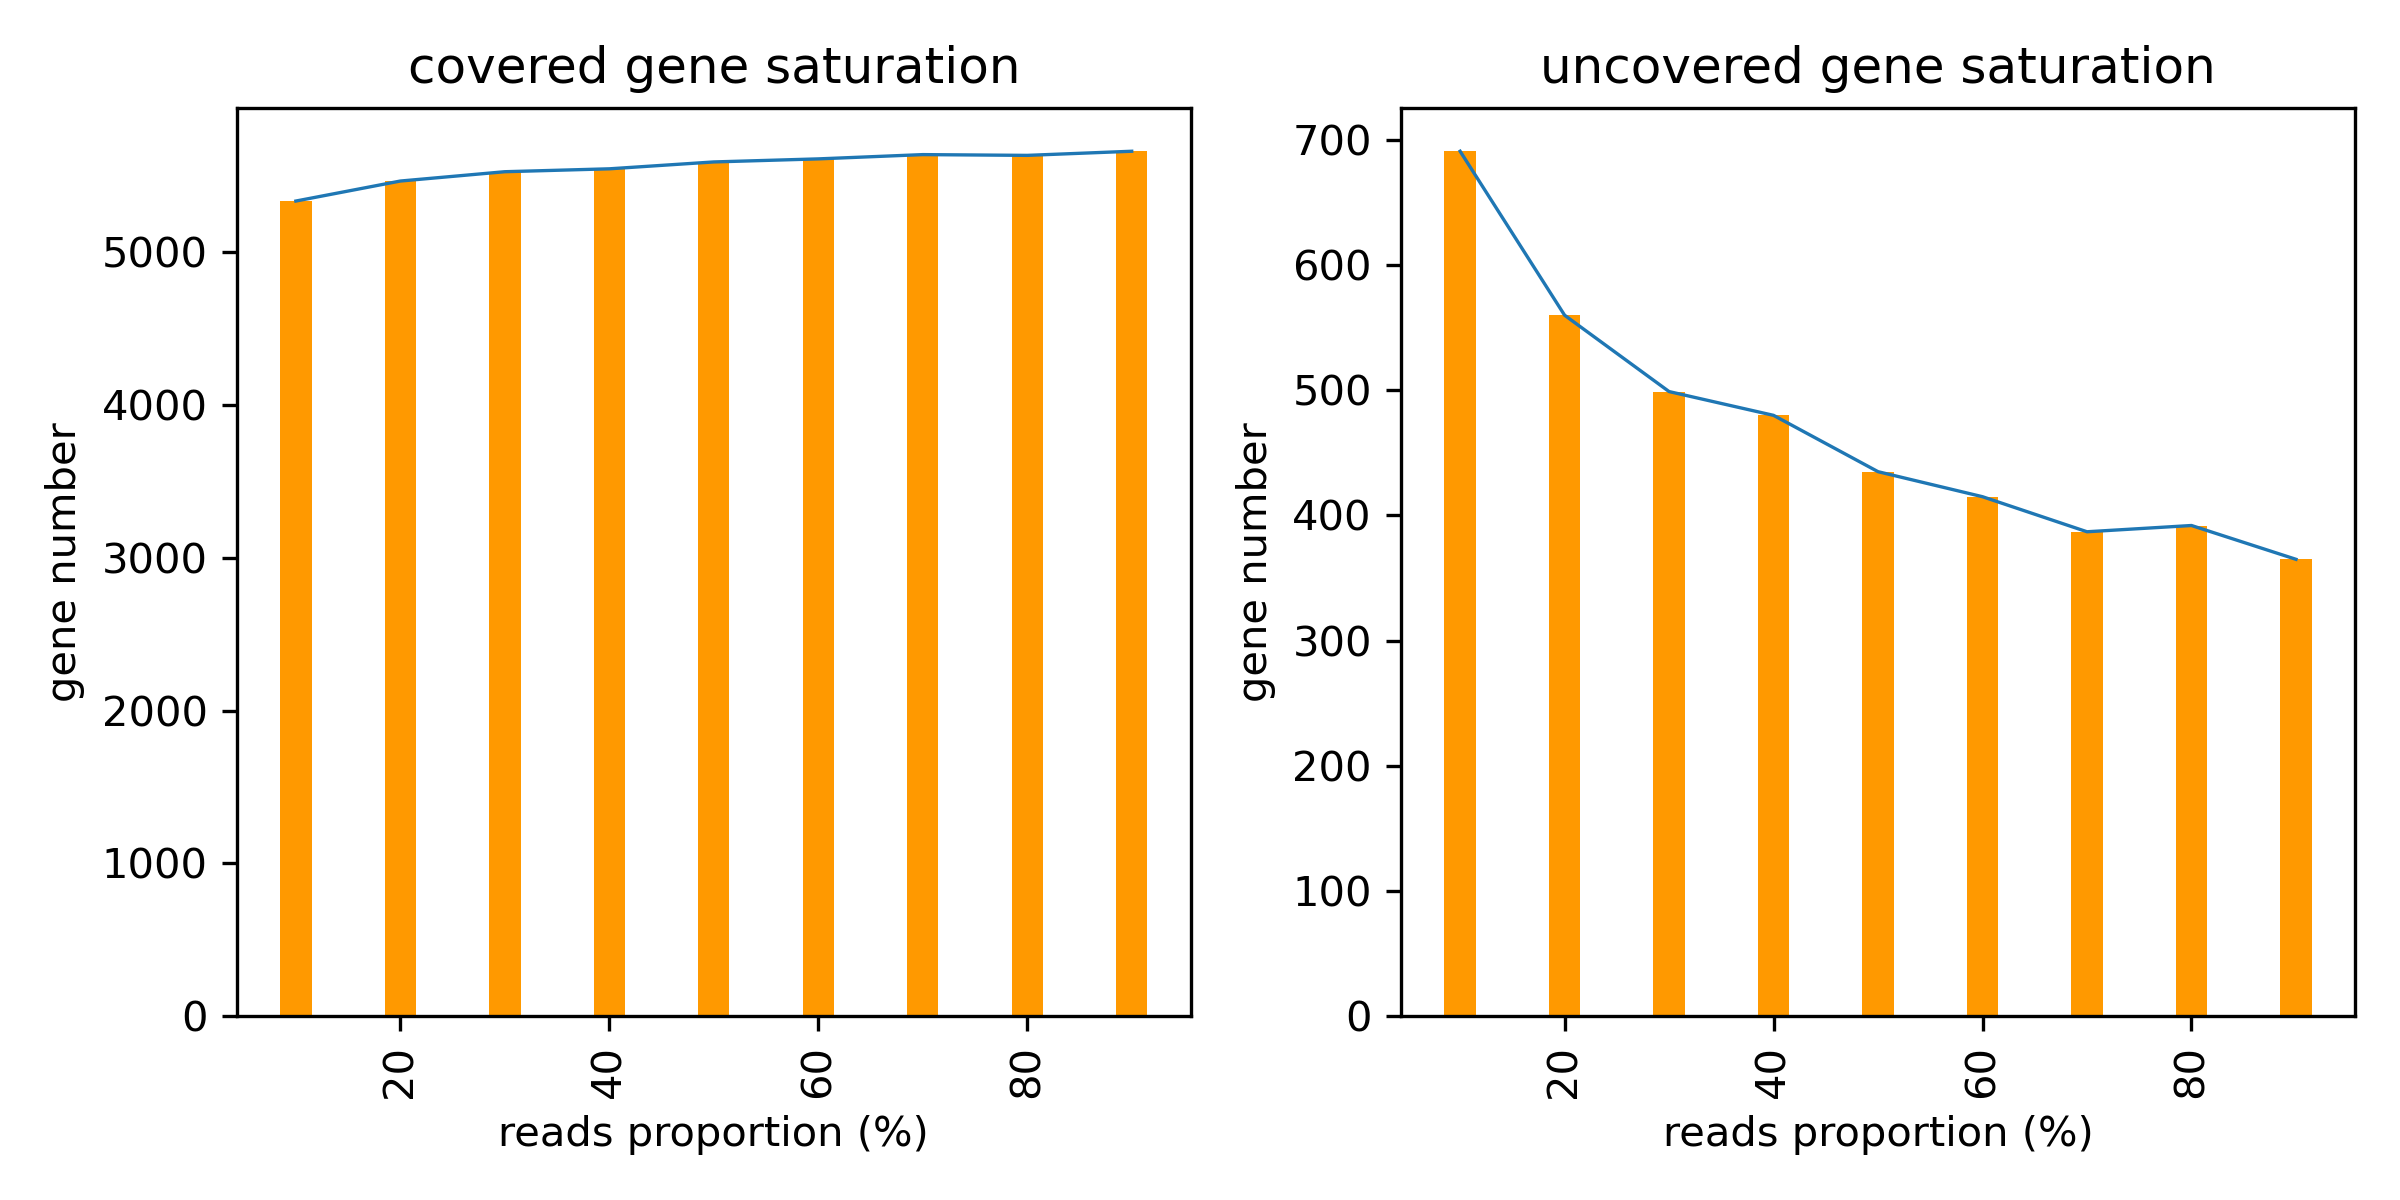 covered gene saturation
gene number
5000
4000
3000
2000
1000
0
20 40 60 80
reads proportion (%)
uncovered gene saturation
gene number
700
600
500
400
300
200
100
0
20 40 60 80
reads proportion (%)